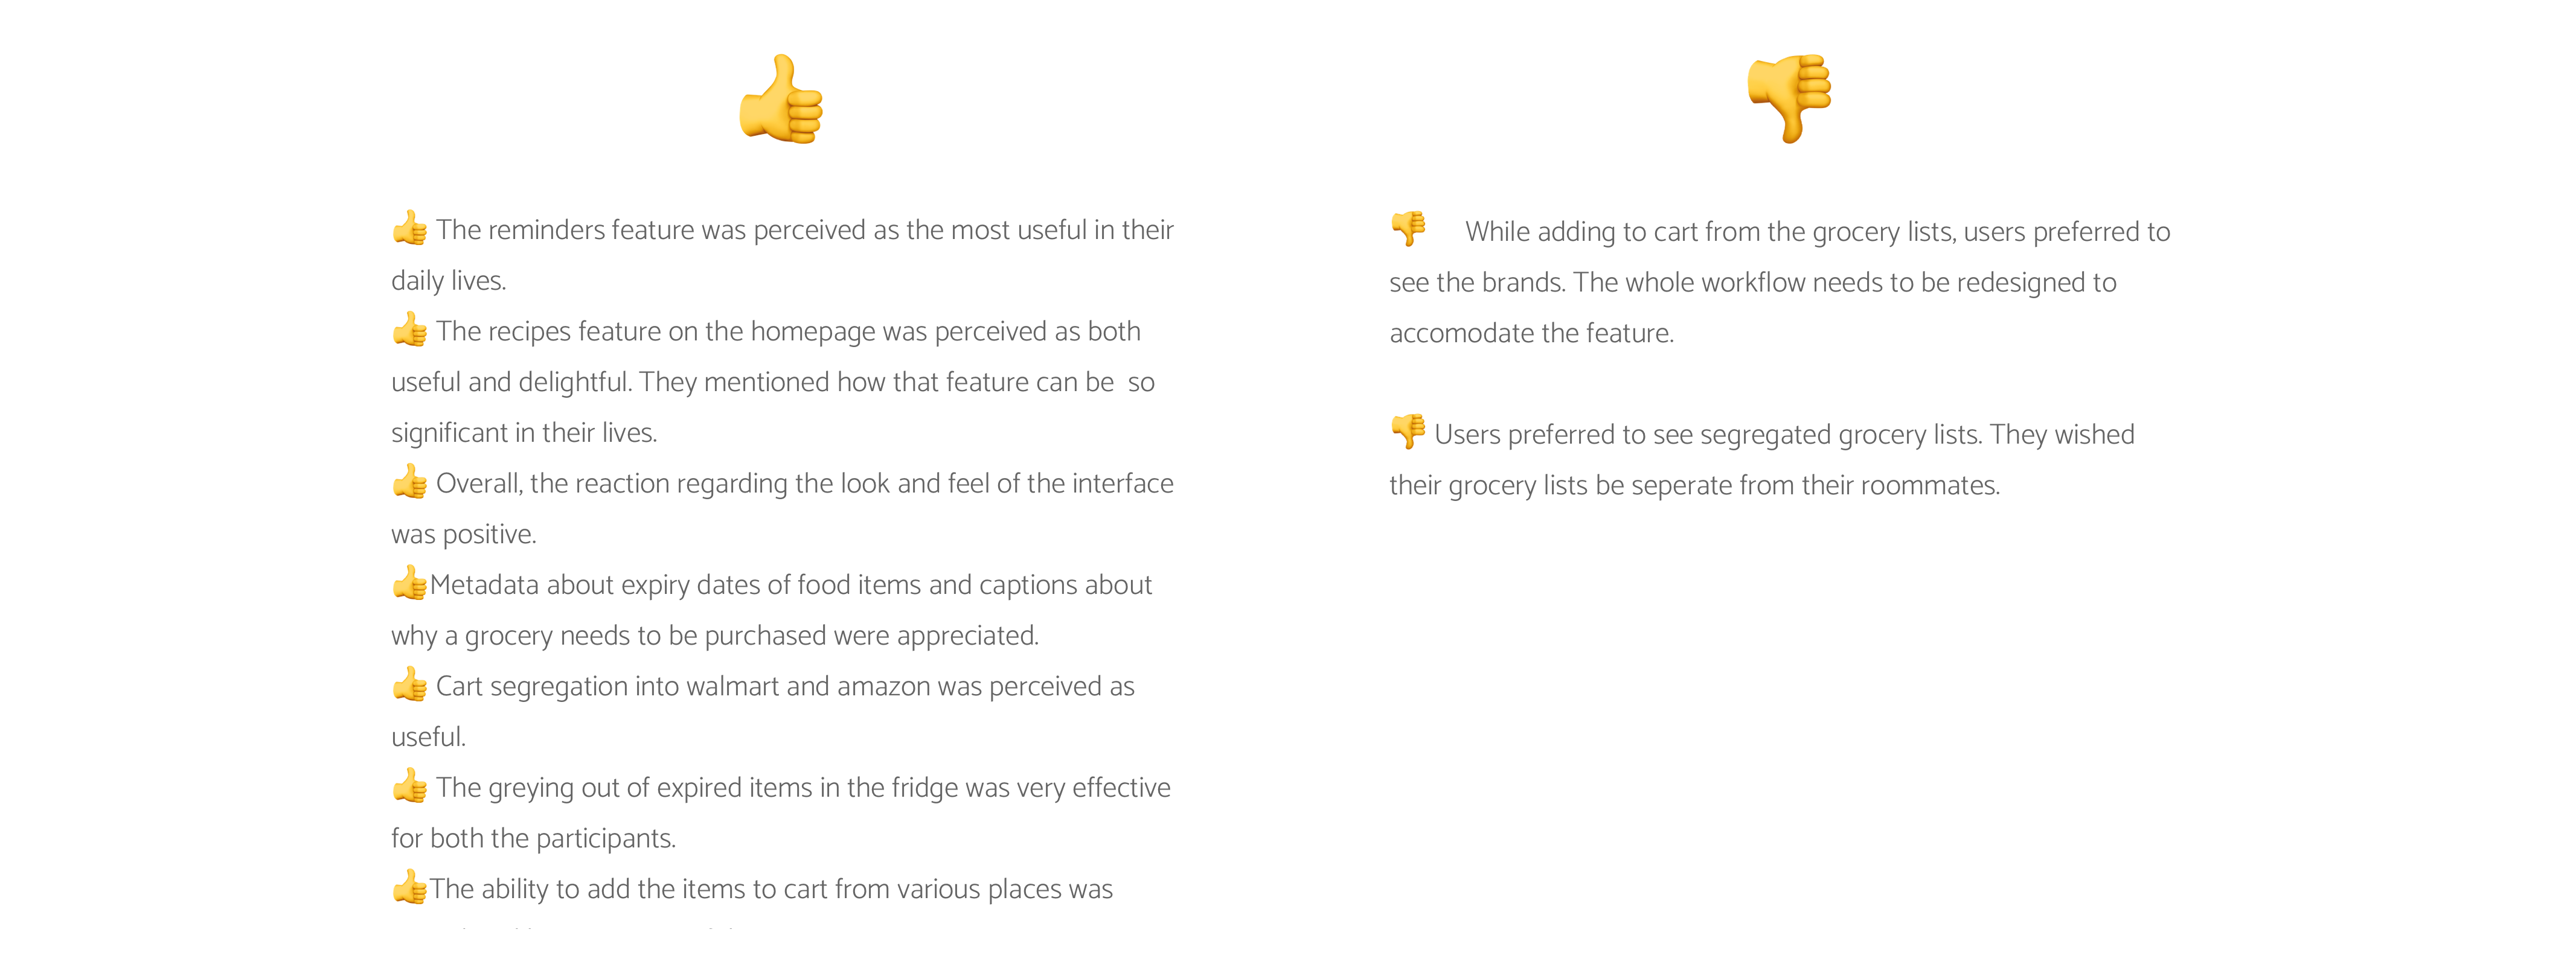 👍 The reminders feature was perceived as the most useful in their
daily lives.
👍 The recipes feature on the homepage was perceived as both
useful and delightful. They mentioned how that feature can be  so
significant in their lives.
👍 Overall, the reaction regarding the look and feel of the interface
was positive.
👍Metadata about expiry dates of food items and captions about
why a grocery needs to be purchased were appreciated.
👍 Cart segregation into walmart and amazon was perceived as
useful.
👍 The greying out of expired items in the fridge was very effective
for both the participants.
👍The ability to add the items to cart from various places was
👎 While adding to cart from the grocery lists, users preferred to
see the brands. The whole workflow needs to be redesigned to
accomodate the feature.
👎 Users preferred to see segregated grocery lists. They wished
their grocery lists be seperate from their roommates.